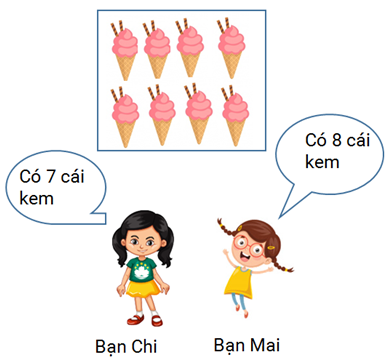 Có 7 cái
kem
Có 8 cái
kem
Bạn Chi
Bạn Mai